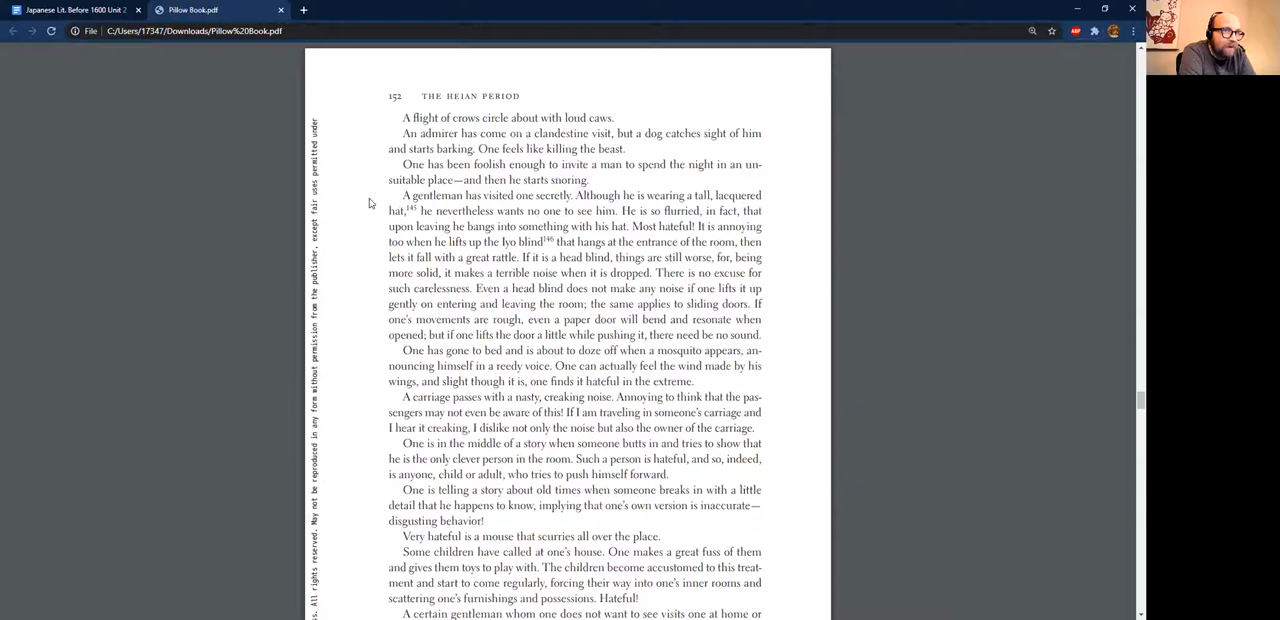 Japanese Lit. Before 1600 Unit 2
Pillow Book.pdf
File
C:/Users/17347/Downloads/Pillow%20Book.pdf
ABP
152 THE HEIAN PERIOD
A flight of crows circle about with loud caws.
An admirer has come on a clandestine visit, but a dog catches sight of him
and starts barking. One feels like killing the beast.
One has been foolish enough to invite a man to spend the night in an un-
suitable place—and then he starts snoring.
A gentleman has visited one secretly. Although he is wearing a tall, lacquered
hat,145 he nevertheless wants no one to see him. He is so flurried, in fact, that
upon leaving he bangs into something with his hat. Most hateful! It is annoying
too when he lifts up the Iyo blind146 that hangs at the entrance of the room, then
lets it fall with a great rattle. If it is a head blind, things are still worse, for, being
more solid, it makes a terrible noise when it is dropped. There is no excuse for
such carelessness. Even a head blind does not make any noise if one lifts it up
gently on entering and leaving the room; the same applies to sliding doors. If
one's movements are rough, even a paper door will bend and resonate when
opened; but if one lifts the door a little while pushing it, there need be no sound.
One has gone to bed and is about to doze off when a mosquito appears, an-
nouncing himself in a reedy voice. One can actually feel the wind made by his
wings, and slight though it is, one finds it hateful in the extreme.
A carriage passes with a nasty, creaking noise. Annoying to think that the pas-
sengers may not even be aware of this! If I am traveling in someone's carriage and
I hear it creaking, I dislike not only the noise but also the owner of the carriage.
One is in the middle of a story when someone butts in and tries to show that
he is the only clever person in the room. Such a person is hateful, and so, indeed,
is anyone, child or adult, who tries to push himself forward.
One is telling a story about old times when someone breaks in with a little
detail that he happens to know, implying that one's own version is inaccurate—
disgusting behavior!
Very hateful is a mouse that scurries all over the place.
Some children have called at one's house. One makes a great fuss of them
and gives them toys to play with. The children become accustomed to this treat-
ment and start to come regularly, forcing their way into one's inner rooms and
scattering one's furnishings and possessions. Hateful!
A certain gentleman whom one does not want to see visits one at home or
s. All rights reserved. May not be reproduced in any form without permission from the publisher, except fair uses permitted under